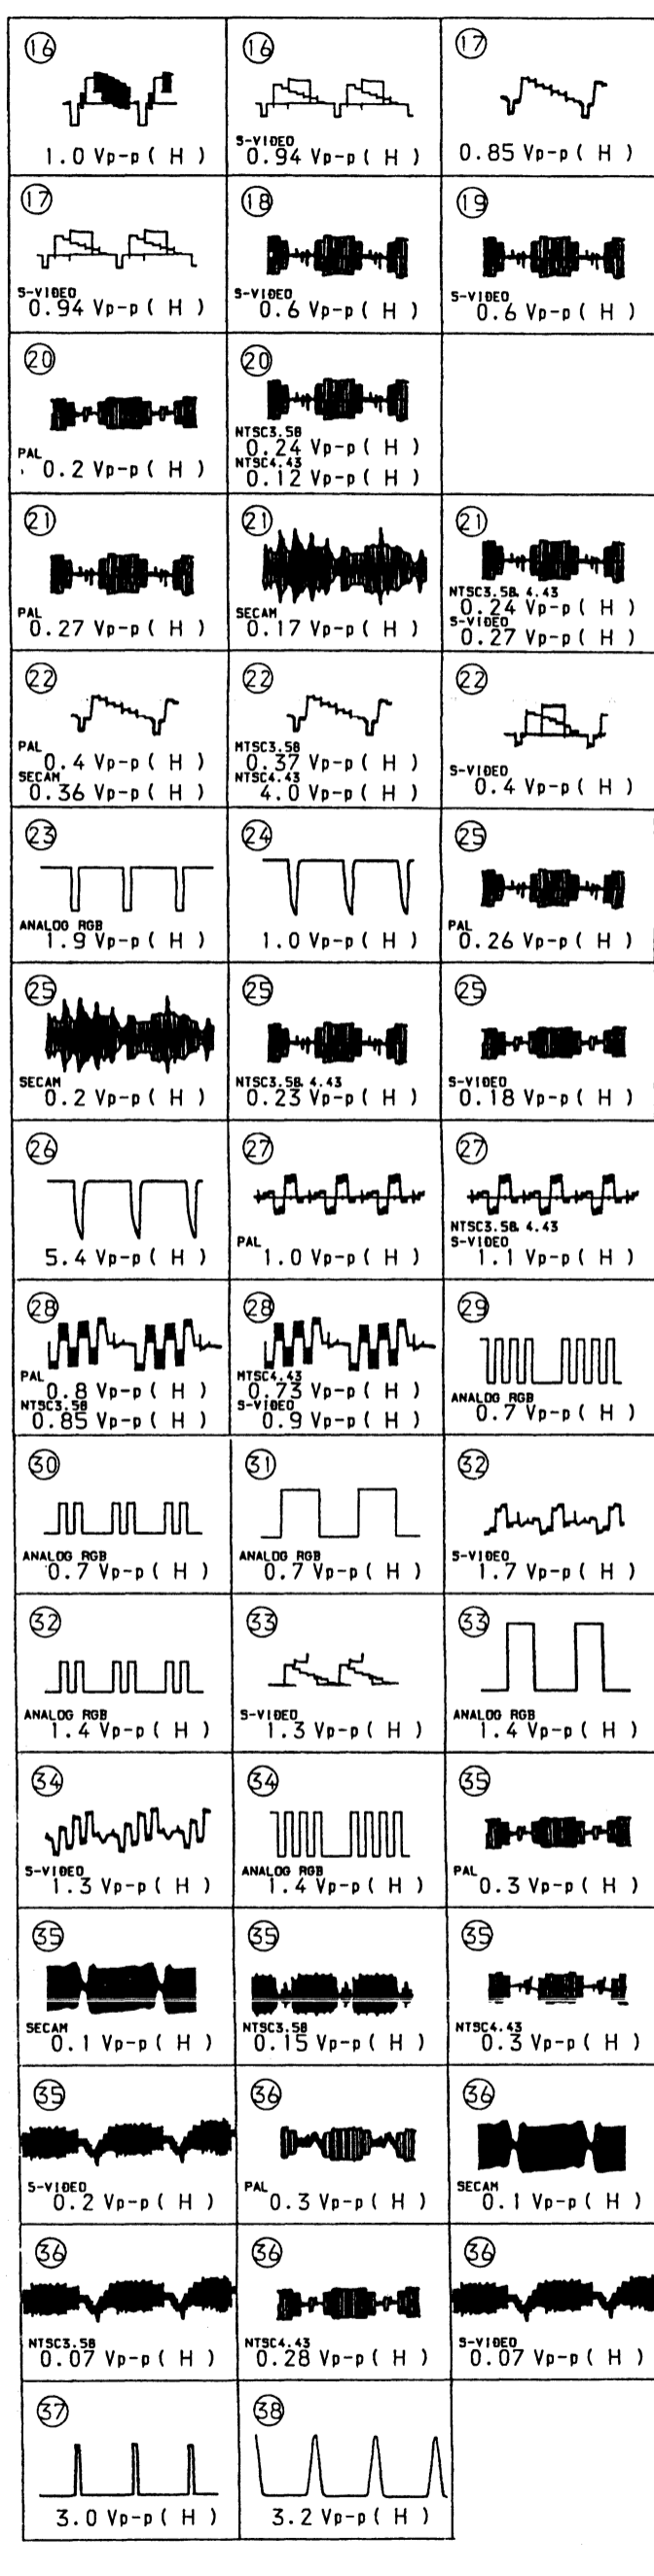 16
1.0 Vp-p ( H )
16
S-VIDEO
0.94 Vp-p ( H )
17
0.85 Vp-p ( H )
17
S-VIDEO
0.94 Vp-p ( H )
18
S-VIDEO
0.6 Vp-p ( H )
19
S-VIDEO
0.6 Vp-p ( H )
20
PAL
0.2 Vp-p ( H )
20
NTSC3.58
0.24 Vp-p ( H )
NTSC4.43
0.12 Vp-p ( H )
21
PAL
0.27 Vp-p ( H )
21
SECAM
0.17 Vp-p ( H )
21
NTSC3.58. 4.43
0.24 Vp-p ( H )
S-VIDEO
0.27 Vp-p ( H )
22
PAL
0.4 Vp-p ( H )
SECAM
0.36 Vp-p ( H )
22
MTSC3.58
0.37 Vp-p ( H )
NTSC4.43
4.0 Vp-p ( H )
22
S-VIDEO
0.4 Vp-p ( H )
23
ANALOG RGB
1.9 Vp-p ( H )
24
1.0 Vp-p ( H )
25
PAL
0.26 Vp-p ( H )
25
SECAM
0.2 Vp-p ( H )
25
NTSC3.58. 4.43
0.23 Vp-p ( H )
25
S-VIDEO
0.18 Vp-p ( H )
26
5.4 Vp-p ( H )
27
PAL
1.0 Vp-p ( H )
27
NTSC3.58. 4.43
S-VIDEO
1.1 Vp-p ( H )
28
PAL
0.8 Vp-p ( H )
NTSC3.58
0.85 Vp-p ( H )
28
MTSC4.43
0.73 Vp-p ( H )
S-VIDEO
0.9 Vp-p ( H )
29
ANALOG RGB
0.7 Vp-p ( H )
30
ANALOG RGB
0.7 Vp-p ( H )
31
ANALOG RGB
0.7 Vp-p ( H )
32
S-VIDEO
1.7 Vp-p ( H )
32
ANALOG RGB
1.4 Vp-p ( H )
33
S-VIDEO
1.3 Vp-p ( H )
33
ANALOG RGB
1.4 Vp-p ( H )
34
S-VIDEO
1.3 Vp-p ( H )
34
ANALOG RGB
1.4 Vp-p ( H )
35
PAL
0.3 Vp-p ( H )
35
SECAM
0.1 Vp-p ( H )
35
NTSC3.58
0.15 Vp-p ( H )
35
NTSC4.43
0.3 Vp-p ( H )
35
S-VIDEO
0.2 Vp-p ( H )
36
PAL
0.3 Vp-p ( H )
36
SECAM
0.1 Vp-p ( H )
36
NTSC3.58
0.07 Vp-p ( H )
36
NTSC4.43
0.28 Vp-p ( H )
36
S-VIDEO
0.07 Vp-p ( H )
37
3.0 Vp-p ( H )
38
3.2 Vp-p ( H )